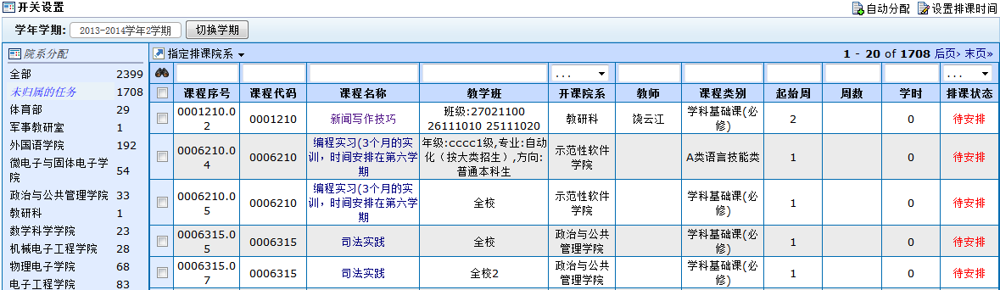 开关设置 自动分配 设置排课时间
学年学期: 2013-2014学年2学期 切换学期
院系分配
全部 2399
未归属的任务 1708
体育部 29
军事教研室 1
外国语学院 192
微电子与固体电子学
院 54
政治与公共管理学院 33
教研科 1
数学科学学院 23
机械电子工程学院 28
物理电子学院 68
电子工程学院 83
指定排课院系 1 - 20 of 1708 后页› 末页»
... ...
课程序号 课程代码 课程名称 教学班 开课院系 教师 课程类别 起始周 周数 学时 排课状态
0001210.0
2 0001210 新闻写作技巧 班级:27021100
26111010 25111020 教研科 饶云江 学科基础课(必
修) 2 0 待安排
0006210.0
4 0006210 编程实习(3个月的实
训，时间安排在第六学
期 年级:cccc1级,专业:自动
化（按大类招生）,方向:
普通本科生 示范性软件
学院 A类语言技能类 1 0 待安排
0006210.0
5 0006210 编程实习(3个月的实
训，时间安排在第六学
期 全校 示范性软件
学院 学科基础课(必
修) 1 0 待安排
0006315.0
5 0006315 司法实践 全校 政治与公共
管理学院 学科基础课(必
修) 1 0 待安排
0006315.0
7 0006315 司法实践 全校2 政治与公共
管理学院 学科基础课(必
修) 1 0 待安排